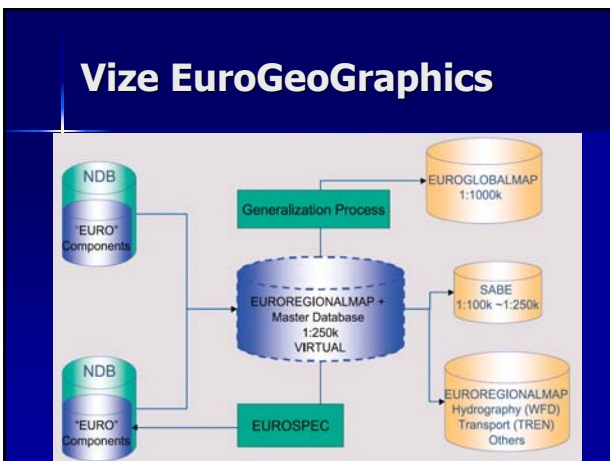 Vize EuroGeoGraphics
NDB
"EURO"
Components
NDB
"EURO"
Components
Generalization Process
EUROREGIONALMAP +
Master Database
1:250k
VIRTUAL
EUROSPEC
EUROGLOBALMAP
1:1000k
SABE
1:100k ~1:250k
EUROREGIONALMAP
Hydrography (WFD)
Transport (TREN)
Others